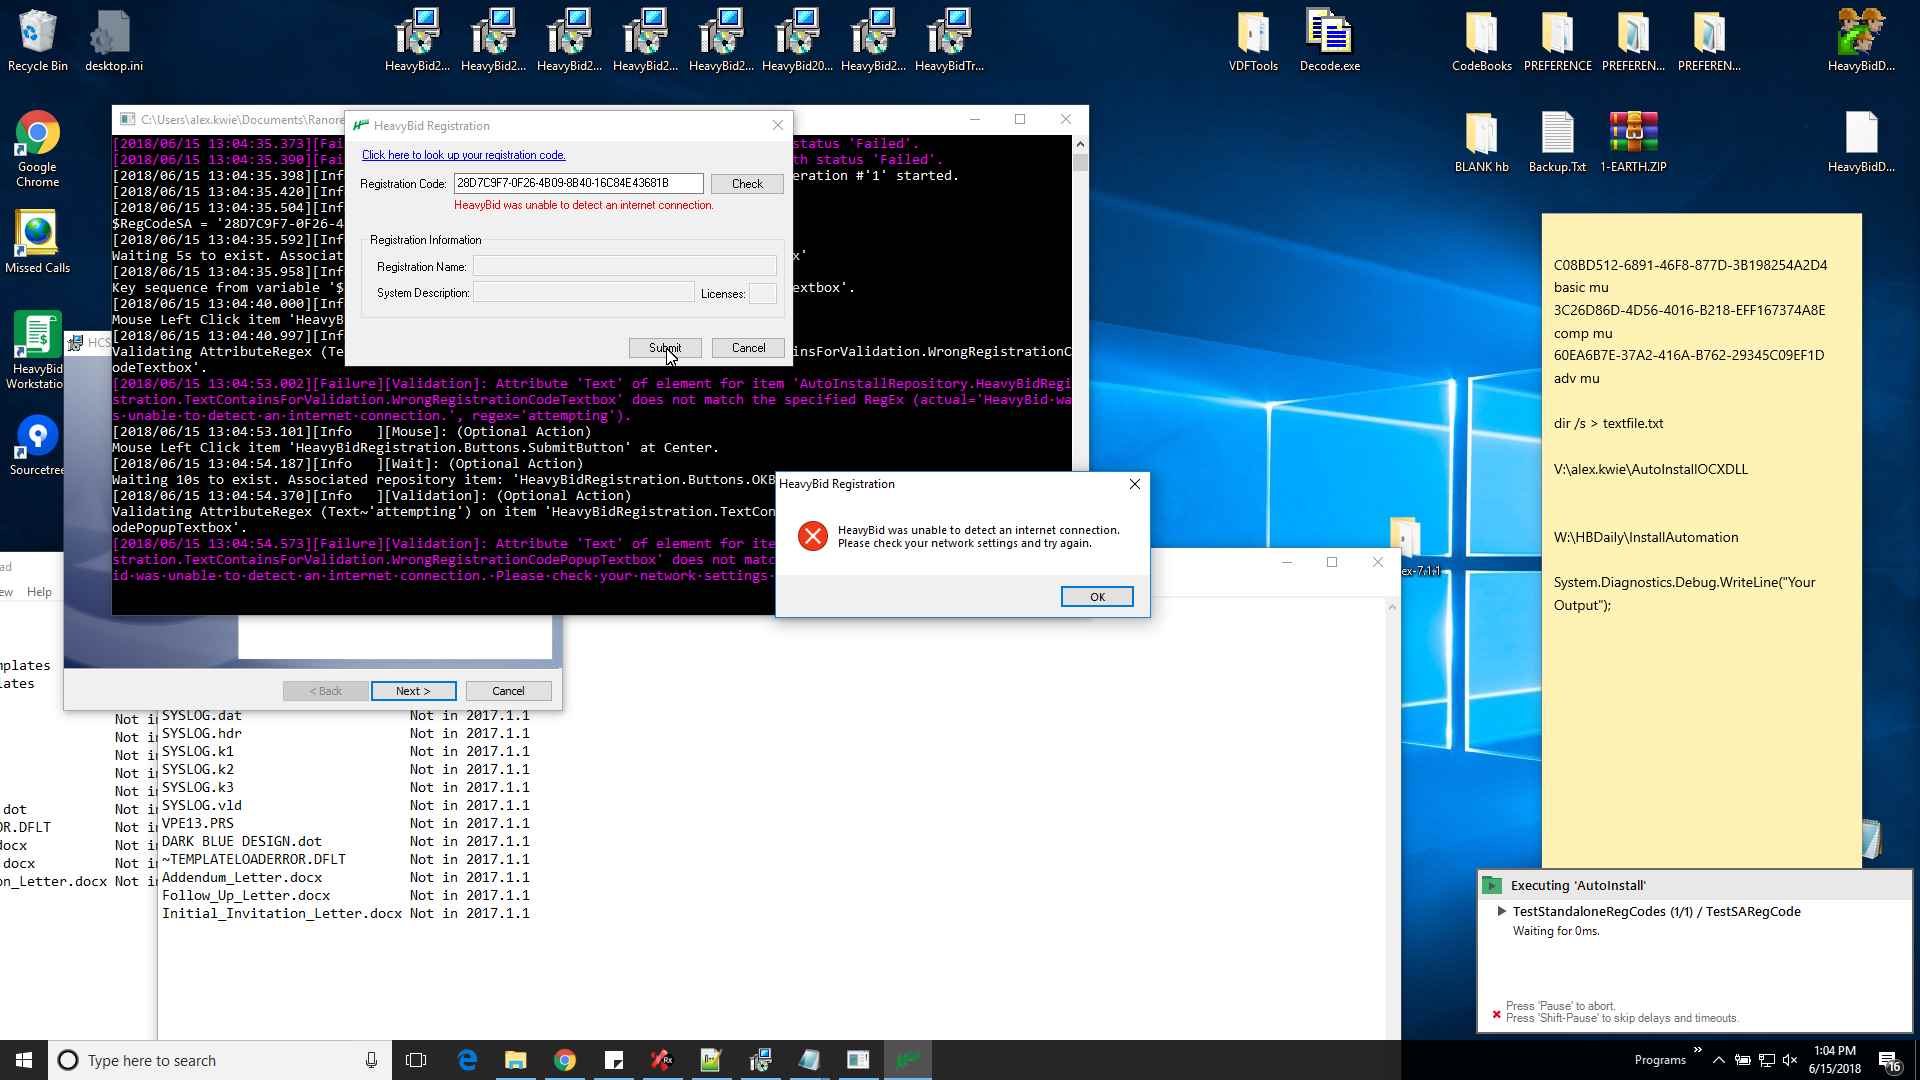 Recycle Bin
desktop.ini
HeavyBid2...
HeavyBid2...
HeavyBid2...
HeavyBid2...
HeavyBid2...
HeavyBid20...
HeavyBid2...
HeavyBidTr...
VDFTools
Decode.exe
CodeBooks
PREFERENCE
PREFEREN...
PREFEREN...
HeavyBidD...
Google
Chrome
Missed Calls
HeavyBid
Workstatio
Sourcetree
BLANK hb
Backup.Txt
1-EARTH.ZIP
HeavyBidD...
C:\Users\alex.kwie\Documents\Ranore
[2018/06/15 13:04:35.373][Fai
s status 'Failed'.
[2018/06/15 13:04:35.390][Fai
th status 'Failed'.
[2018/06/15 13:04:35.398][Inf
eration #'1' started.
[2018/06/15 13:04:35.420][Inf
[2018/06/15 13:04:35.504][Inf
$RegCodeSA = '28D7C9F7-0F26-4
[2018/06/15 13:04:35.592][Inf
Waiting 5s to exist. Associat
x'
[2018/06/15 13:04:35.958][Inf
Key sequence from variable '$
extbox'.
[2018/06/15 13:04:40.000][Inf
Mouse Left Click item 'HeavyB
[2018/06/15 13:04:40.997][Inf
Validating AttributeRegex (Te
insForValidation.WrongRegistrationC
odeTextbox'.
[2018/06/15 13:04:53.002][Failure][Validation]: Attribute 'Text' of element for item 'AutoInstallRepository.HeavyBidRegi
stration.TextContainsForValidation.WrongRegistrationCodeTextbox' does not match the specified RegEx (actual='HeavyBid·wa
s·unable·to·detect·an·internet·connection.', regex='attempting').
[2018/06/15 13:04:53.101][Info   ][Mouse]: (Optional Action)
Mouse Left Click item 'HeavyBidRegistration.Buttons.SubmitButton' at Center.
[2018/06/15 13:04:54.187][Info   ][Wait]: (Optional Action)
Waiting 10s to exist. Associated repository item: 'HeavyBidRegistration.Buttons.OKB
[2018/06/15 13:04:54.370][Info   ][Validation]: (Optional Action)
Validating AttributeRegex (Text~'attempting') on item 'HeavyBidRegistration.TextCon
odePopupTextbox'.
[2018/06/15 13:04:54.573][Failure][Validation]: Attribute 'Text' of element for ite
stration.TextContainsForValidation.WrongRegistrationCodePopupTextbox' does not matc
id·was·unable·to·detect·an·internet·connection.·Please·check·your·network·settings·
HeavyBid Registration
Click here to look up your registration code.
Registration Code: 28D7C9F7-0F26-4B09-8B40-16C84E43681B Check
HeavyBid was unable to detect an internet connection.
Registration Information
Registration Name:
System Description: Licenses:
Submit Cancel
HeavyBid Registration
HeavyBid was unable to detect an internet connection.
Please check your network settings and try again.
OK
HCS
< Back Next > Cancel
ad
ew Help
mplates
lates
.dot
OR.DFLT
docx
.docx
on_Letter.docx
Not i
Not i
Not i
Not i
Not i
Not i
Not i
Not i
Not i
Not i
SYSLOG.dat Not in 2017.1.1
SYSLOG.hdr Not in 2017.1.1
SYSLOG.k1 Not in 2017.1.1
SYSLOG.k2 Not in 2017.1.1
SYSLOG.k3 Not in 2017.1.1
SYSLOG.vld Not in 2017.1.1
VPE13.PRS Not in 2017.1.1
DARK BLUE DESIGN.dot Not in 2017.1.1
~TEMPLATELOADERROR.DFLT Not in 2017.1.1
Addendum_Letter.docx Not in 2017.1.1
Follow_Up_Letter.docx Not in 2017.1.1
Initial_Invitation_Letter.docx Not in 2017.1.1
ex-7.1.1
C08BD512-6891-46F8-877D-3B198254A2D4
basic mu
3C26D86D-4D56-4016-B218-EFF167374A8E
comp mu
60EA6B7E-37A2-416A-B762-29345C09EF1D
adv mu
dir /s > textfile.txt
V:\alex.kwie\AutoInstallOCXDLL
W:\HBDaily\InstallAutomation
System.Diagnostics.Debug.WriteLine("Your
Output");
Executing 'AutoInstall'
TestStandaloneRegCodes (1/1) / TestSARegCode
Waiting for 0ms.
Press 'Pause' to abort.
Press 'Shift-Pause' to skip delays and timeouts.
Type here to search
Rx
Programs
1:04 PM
6/15/2018
16